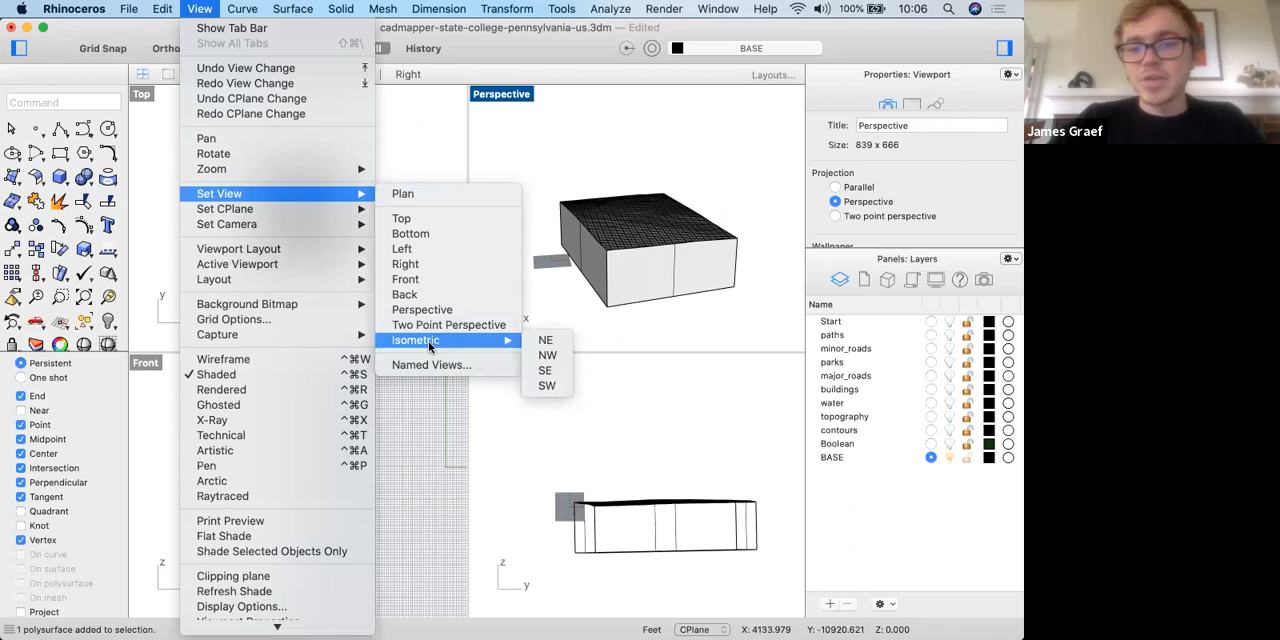 Rhinoceros File Edit View Curve Surface Solid Mesh Dimension Transform Tools Analyze Render Window Help 100% 10:06
cadmapper-state-college-pennsylvania-us.3dm — Edited
Grid Snap Ortho History BASE
Right Layouts...
Command
Top
Perspective
Front
Show Tab Bar
Show All Tabs ⇧⌘\
Undo View Change
Redo View Change
Undo CPlane Change
Redo CPlane Change
Pan
Rotate
Zoom
Set View
Set CPlane
Set Camera
Viewport Layout
Active Viewport
Layout
Background Bitmap
Grid Options...
Capture
Wireframe ^⌘W
✓ Shaded ^⌘S
Rendered ^⌘R
Ghosted ^⌘G
X-Ray ^⌘X
Technical ^⌘T
Artistic ^⌘A
Pen ^⌘P
Arctic
Raytraced
Print Preview
Flat Shade
Shade Selected Objects Only
Clipping plane
Refresh Shade
Display Options...
Plan
Top
Bottom
Left
Right
Front
Back
Perspective
Two Point Perspective
Isometric
Named Views...
NE
NW
SE
SW
Persistent
One shot
End
Near
Point
Midpoint
Center
Intersection
Perpendicular
Tangent
Quadrant
Knot
Vertex
On curve
On surface
On polysurface
On mesh
Project
y
x
z
z
y
Properties: Viewport
Title: Perspective
Size: 839 x 666
Projection
Parallel
Perspective
Two point perspective
Wallpaper
Panels: Layers
Name
Start
paths
minor_roads
parks
major_roads
buildings
water
topography
contours
Boolean
BASE
James Graef
1 polysurface added to selection. Feet CPlane X: 4133.979 Y: -10920.621 Z: 0.000